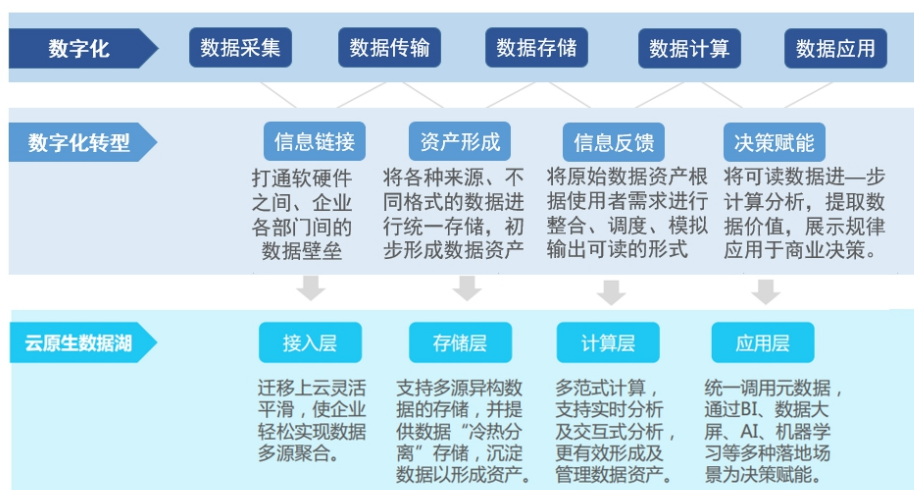 数字化
数据采集
数据传输
数据存储
数据计算
数据应用
数字化转型
信息链接
打通软硬件
之间、企业
各部门间的
数据壁垒
资产形成
将各种来源、不
同格式的数据进
行统一存储，初
步形成数据资产
信息反馈
将原始数据资产根
据使用者需求进行
整合、调度、模拟
输出可读的形式
决策赋能
将可读数据进—步
计算分析，提取数
据价值，展示规律
应用于商业决策。
云原生数据湖
接入层
迁移上云灵活
平滑，使企业
轻松实现数据
多源聚合。
存储层
支持多源异构数
据的存储，并提
供数据“冷热分
离”存储，沉淀
数据以形成资产。
计算层
多范式计算，
支持实时分析
及交互式分析，
更有效形成及
管理数据资产。
应用层
统一调用元数据，
通过BI、数据大
屏、AI、机器学
习等多种落地场
景为决策赋能。